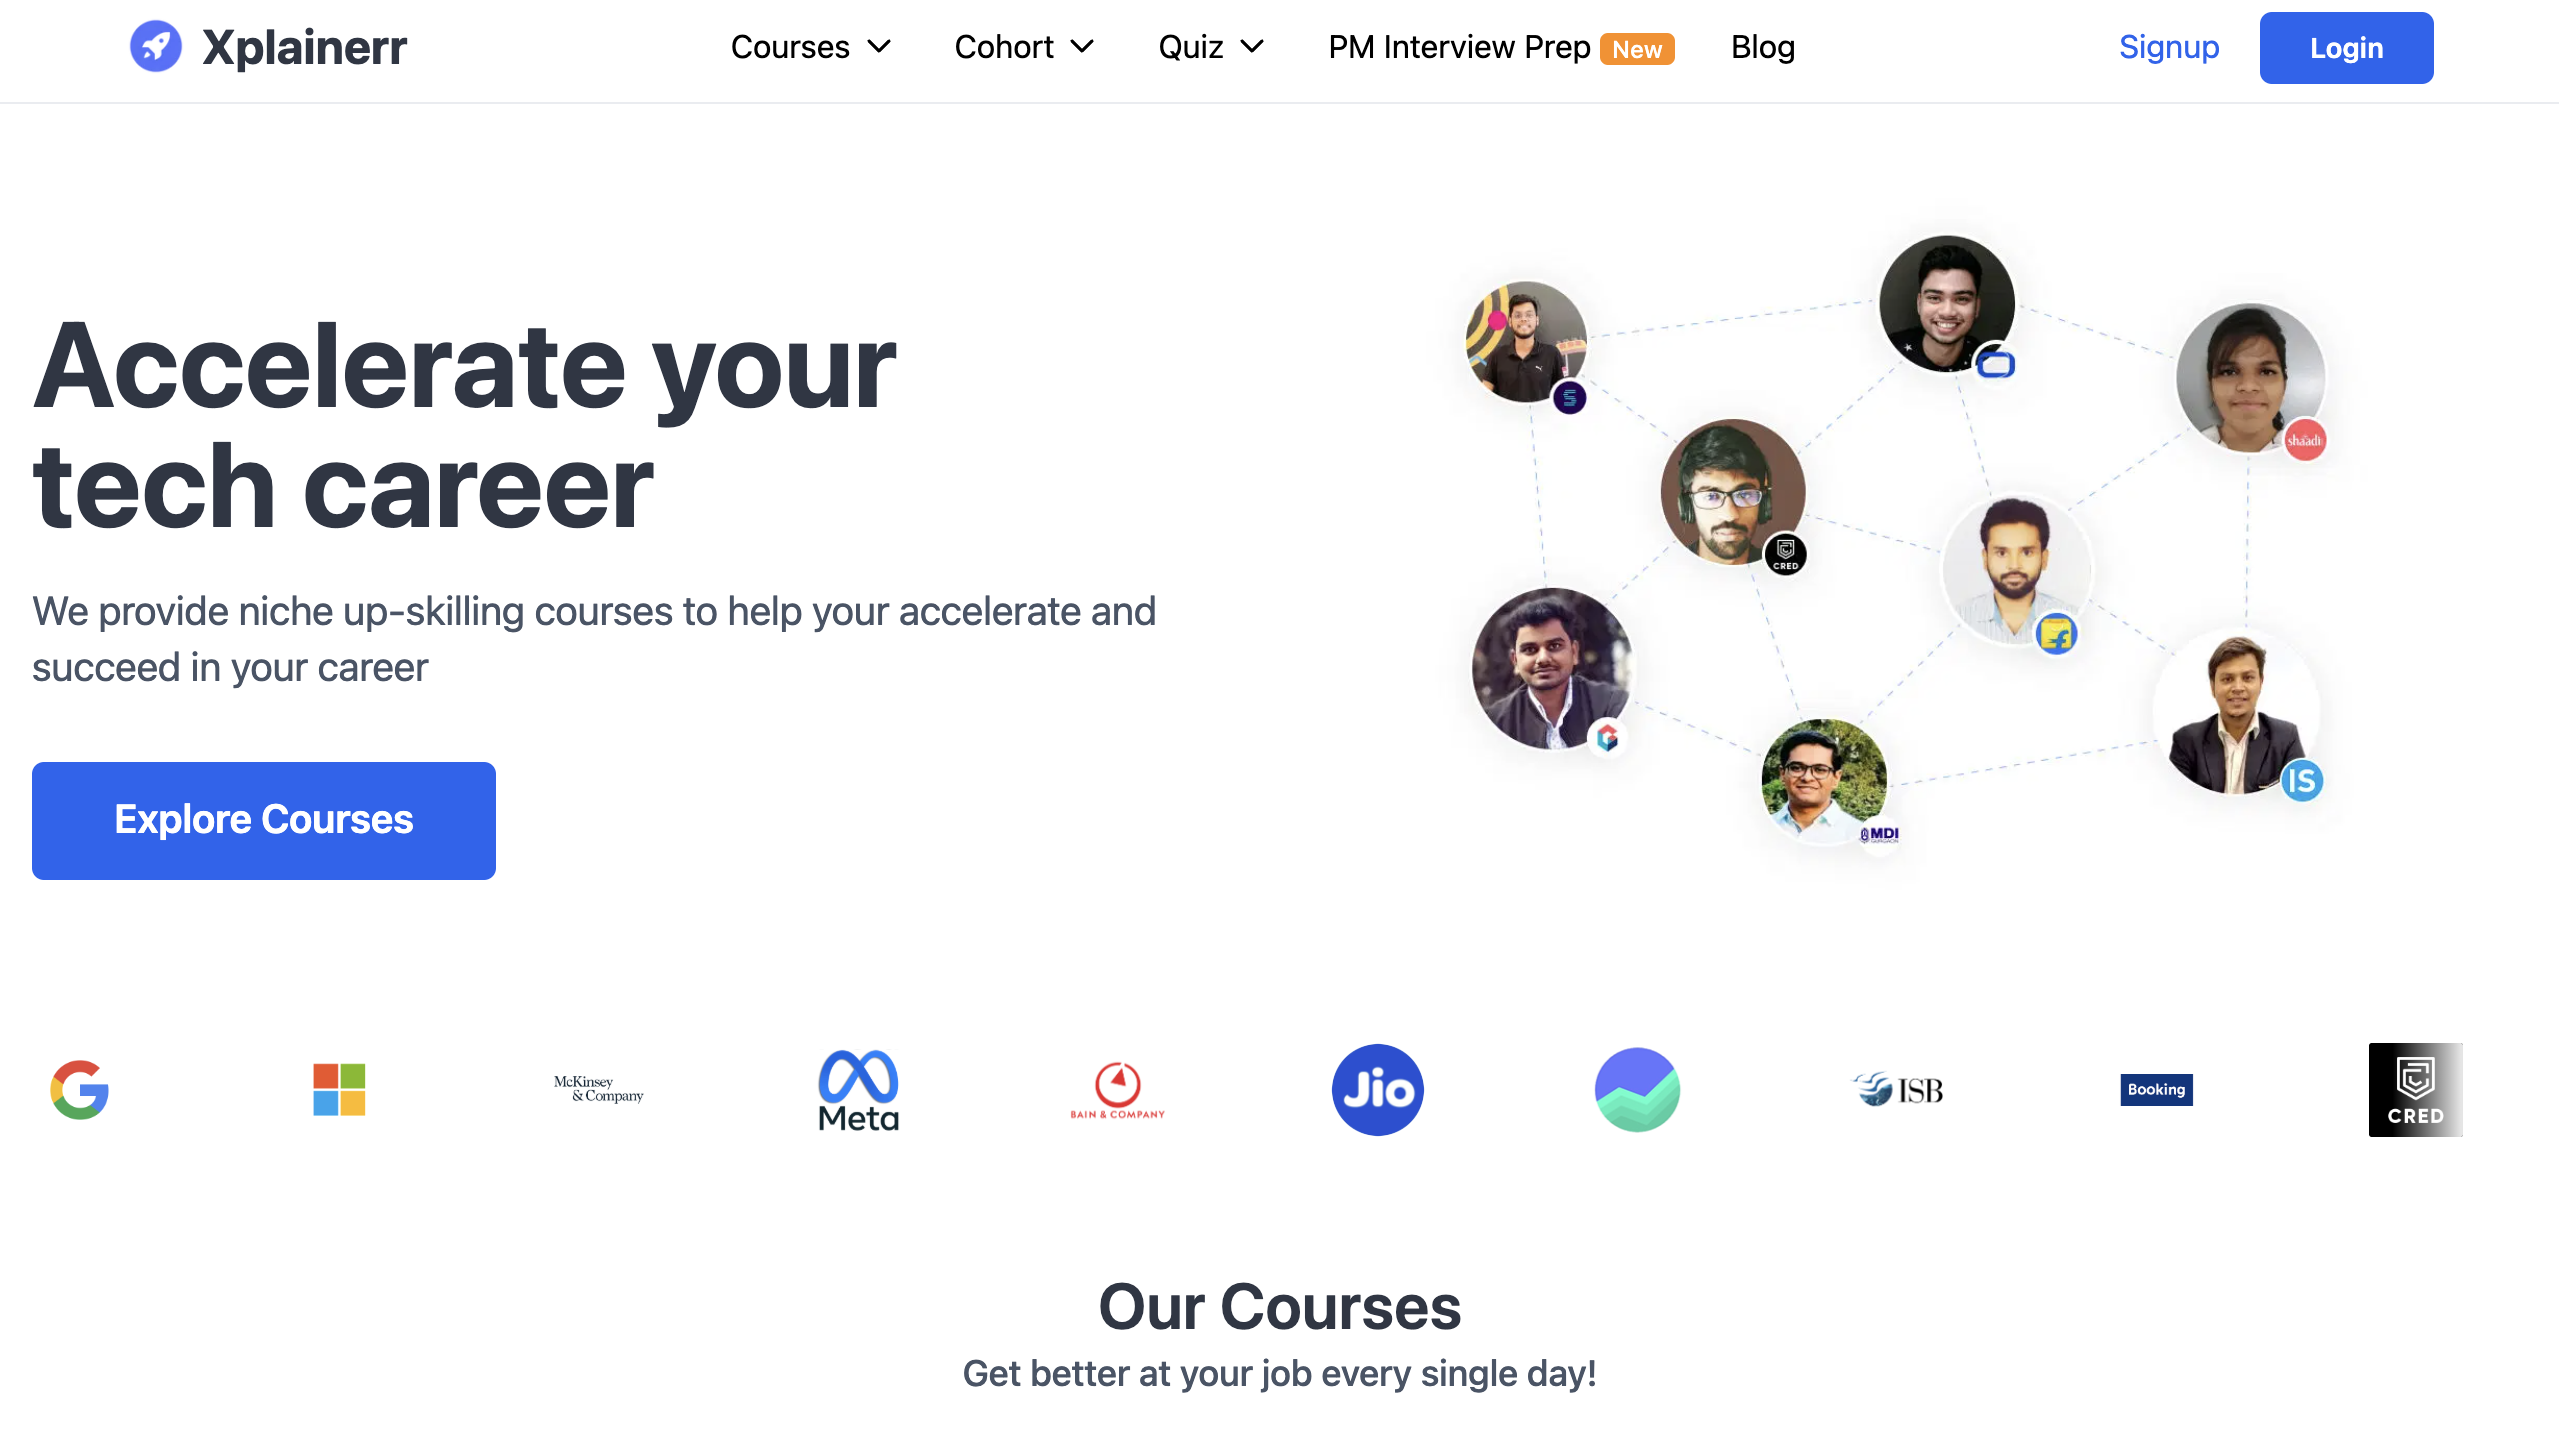 Xplainerr
Courses
Cohort
Quiz
PM Interview Prep New
Blog
Signup
Login
Accelerate your
tech career
We provide niche up-skilling courses to help your accelerate and
succeed in your career
Explore Courses
shaadi
CRED
IS
MDI
McKinsey
& Company
Meta
BAIN & COMPANY
Jio
ISB
Booking
CRED
Our Courses
Get better at your job every single day!